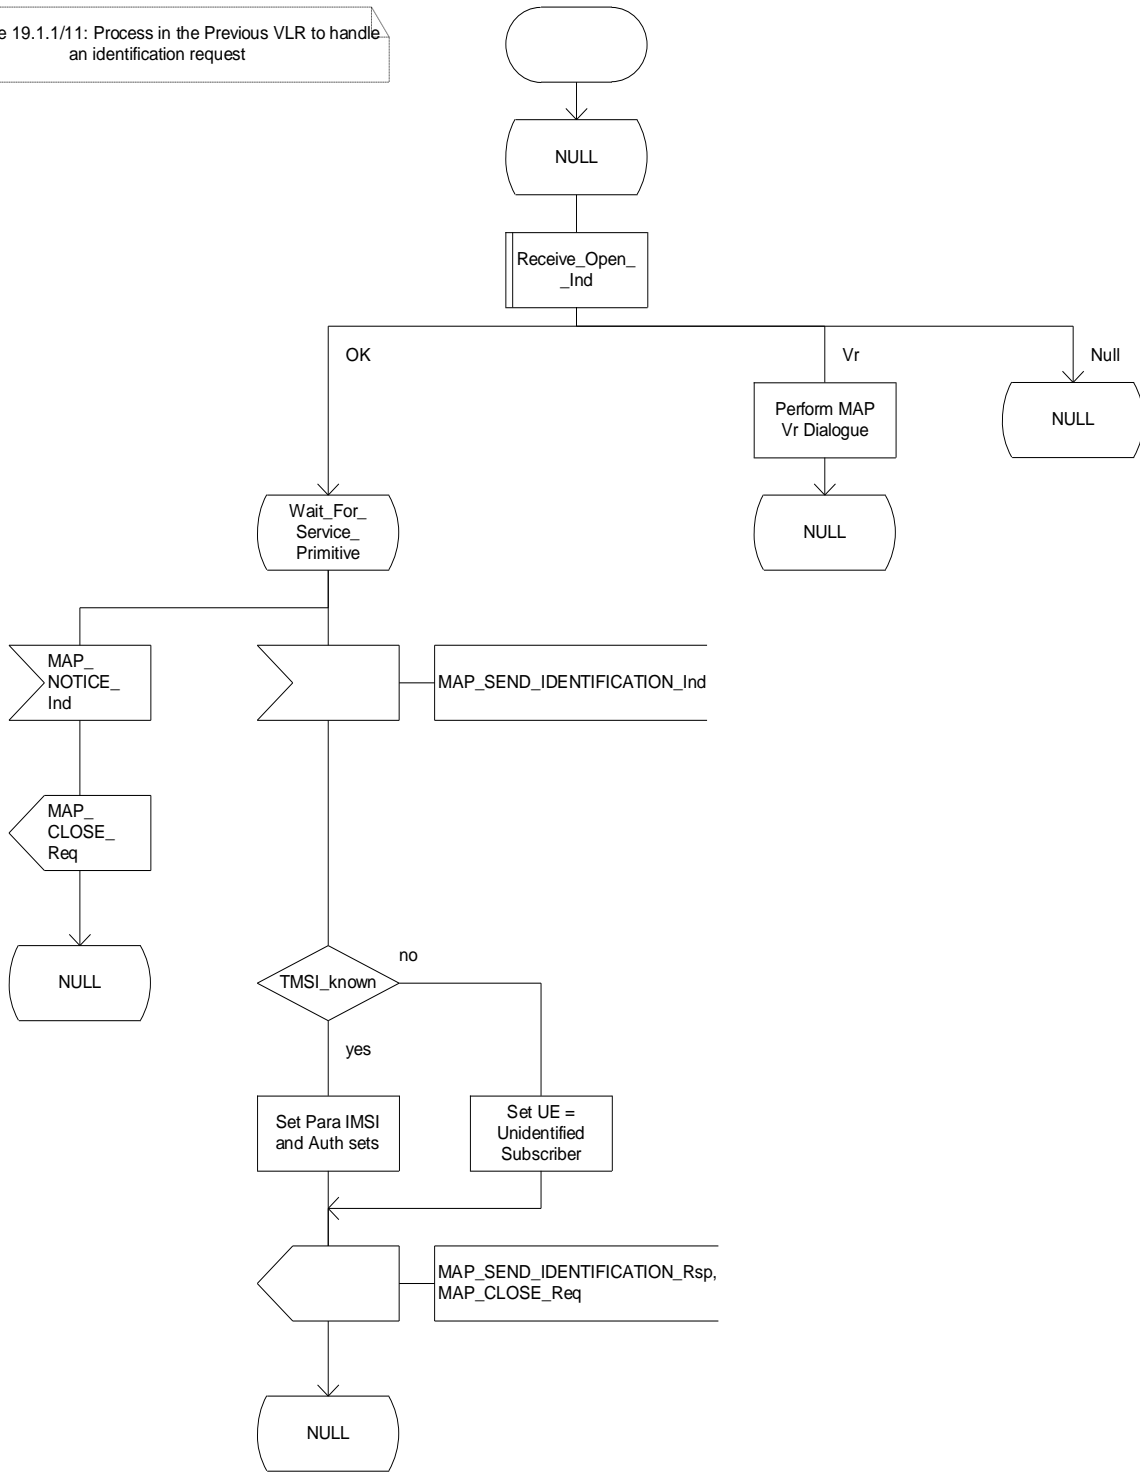 e 19.1.1/11: Process in the Previous VLR to handle
an identification request
NULL
Receive_Open_
_Ind
OK
Vr
Null
Perform MAP
Vr Dialogue
NULL
Wait_For_
Service_
Primitive
NULL
MAP_
NOTICE_
Ind
MAP_SEND_IDENTIFICATION_Ind
MAP_
CLOSE_
Req
no
TMSI_known
NULL
yes
Set Para IMSI
and Auth sets
Set UE =
Unidentified
Subscriber
MAP_SEND_IDENTIFICATION_Rsp,
MAP_CLOSE_Req
NULL